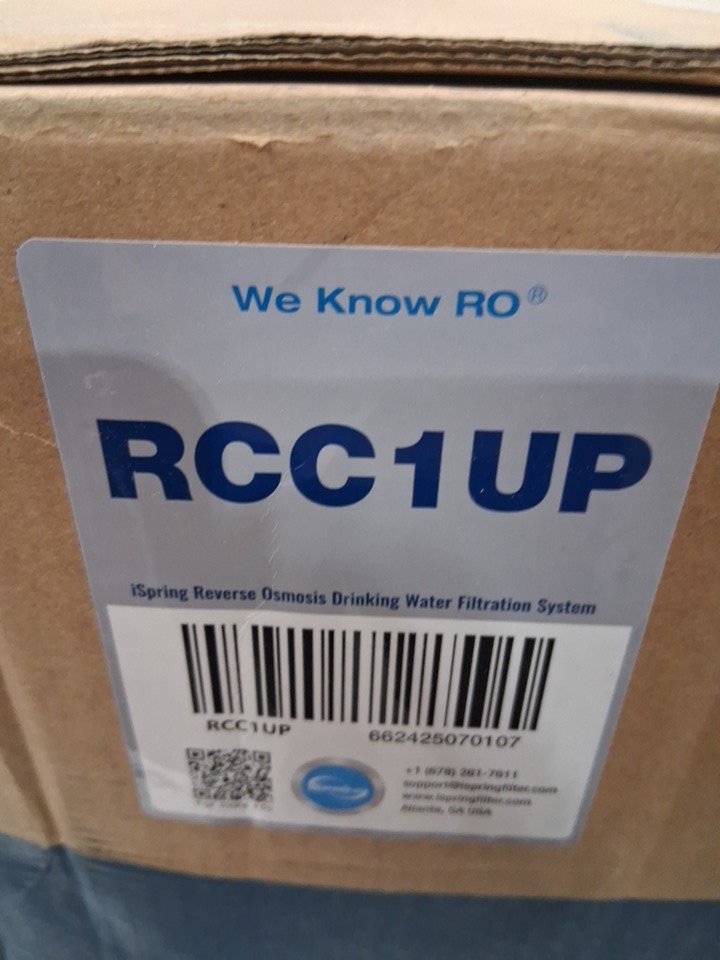 We Know RO®
RCC1UP
iSpring Reverse Osmosis Drinking Water Filtration System
RCC1UP
662425070107
+1 (678) 261-7611
support@ispringfilter.com
www.ispringfilter.com
Atlanta, GA USA